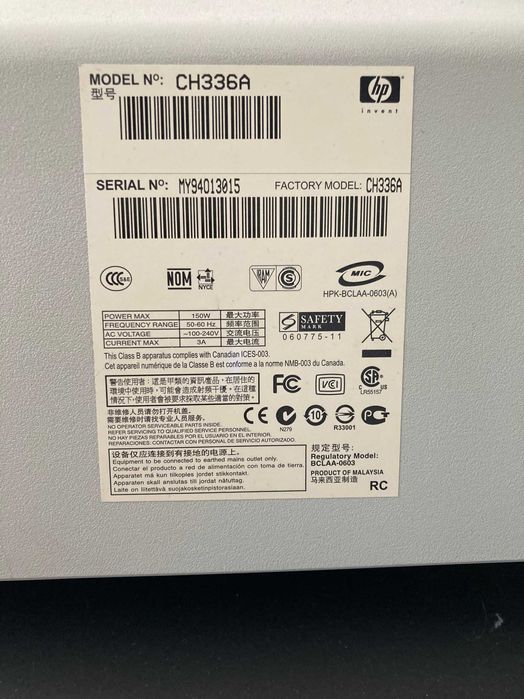 MODEL Nº: CH336A
型号
hp
invent
SERIAL Nº: MY94013015 FACTORY MODEL: CH336A
CCC S&E
NOM
NYCE
MIC
HPK-BCLAA-0603(A)
POWER MAX 150W 最大功率
FREQUENCY RANGE 50-60 Hz 频率范围
AC VOLTAGE ~100-240V 交流电压
CURRENT MAX 3A 最大电流
S SAFETY
MARK
060775-11
This Class B apparatus complies with Canadian ICES-003.
Cet appareil numérique de la Classe B est conforme a la norme NMB-003 du Canada.
警告使用者：這是甲類的資訊產品，在居住的
環境中使用時，可能會造成射頻干擾，在這種
情況下，使用者會被要求採取某些適當的對策。
FC
VCI
C US
LR55157
非维修人员请勿打开机盖。
需要维修时请找专业人员服务。
NO OPERATOR SERVICEABLE PARTS INSIDE.
REFER SERVICING TO QUALIFIED SERVICE PERSONNEL.
NO HAY PIEZAS REPARABLES POR EL USUARIO EN EL INTERIOR.
REPARACIONES: CONTACTAR CON PERSONAL DE SERVICIO AUTORIZADO.
CE
N279
10
R33001
设备仅应连接到有接地的电源上。
Equipment to be connected to earthed mains outlet only.
Conectar el producto a red de alimentación con toma de tierra.
Apparatet må kun tilkoples jordet stikkontakt.
Apparaten skall anslutas till jordat nätuttag.
Laite on liitettävä suojakosketinpistorasiaan.
规定型号:
Regulatory Model:
BCLAA-0603
PRODUCT OF MALAYSIA
马来西亚制造
RC